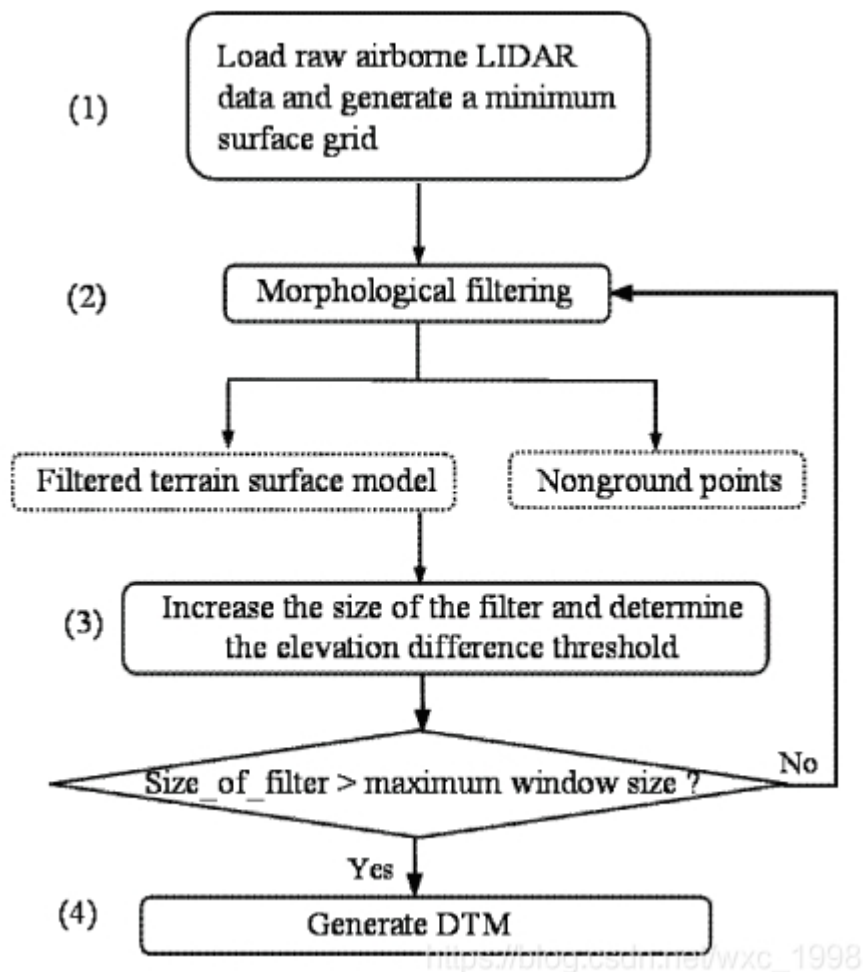 (1)
Load raw airborne LIDAR
data and generate a minimum
surface grid
(2)
Morphological filtering
Filtered terrain surface model
Nonground points
(3)
Increase the size of the filter and determine
the elevation difference threshold
Size_of_filter > maximum window size ?
No
Yes
(4)
Generate DTM
https://blog.csdn.net/wxc_1998